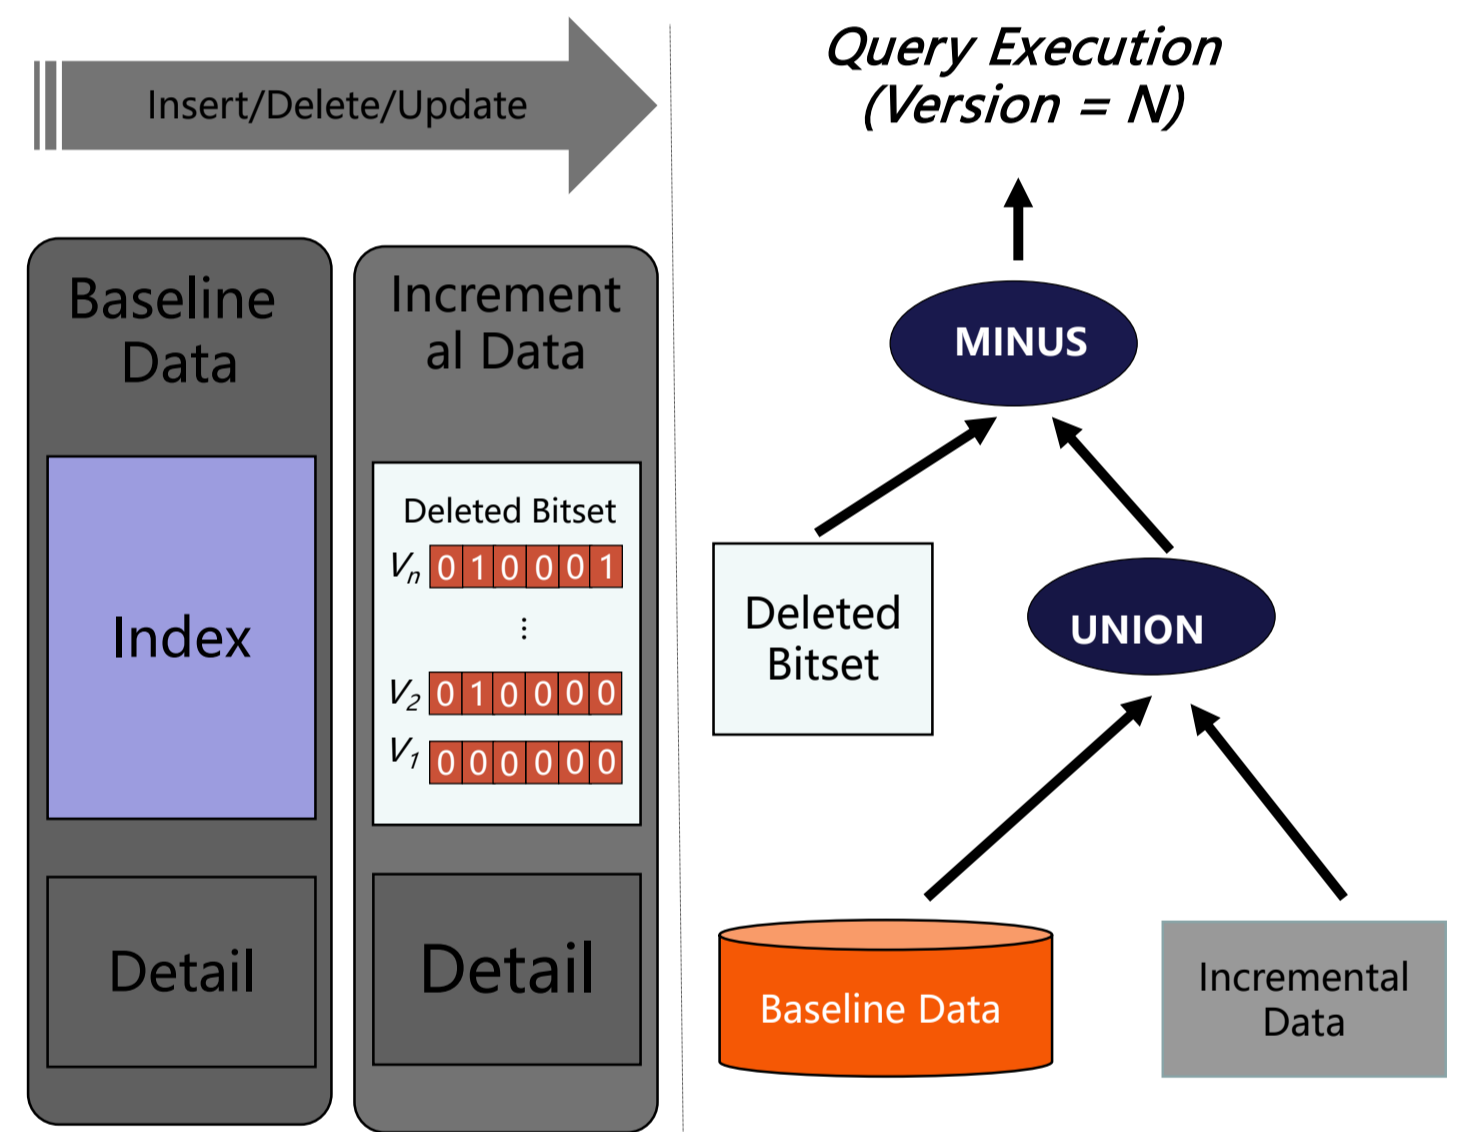 Insert/Delete/Update
Baseline
Data
Index
Detail
Increment
al Data
Deleted Bitset
Vn 0 1 0 0 0 1
⋮
V2 0 1 0 0 0 0
V1 0 0 0 0 0 0
Detail
Query Execution
(Version = N)
MINUS
Deleted
Bitset
UNION
Baseline Data
Incremental
Data